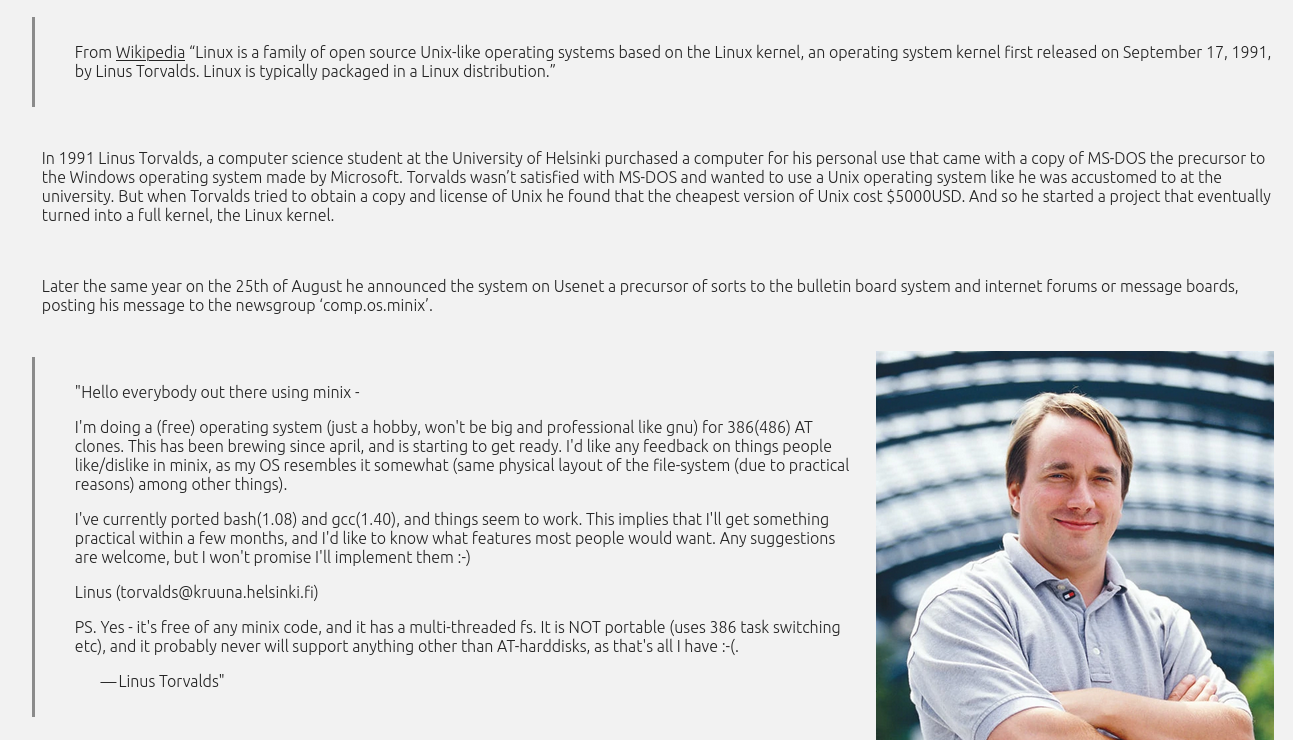 From Wikipedia “Linux is a family of open source Unix-like operating systems based on the Linux kernel, an operating system kernel first released on September 17, 1991,
by Linus Torvalds. Linux is typically packaged in a Linux distribution.”
In 1991 Linus Torvalds, a computer science student at the University of Helsinki purchased a computer for his personal use that came with a copy of MS-DOS the precursor to
the Windows operating system made by Microsoft. Torvalds wasn’t satisfied with MS-DOS and wanted to use a Unix operating system like he was accustomed to at the
university. But when Torvalds tried to obtain a copy and license of Unix he found that the cheapest version of Unix cost $5000USD. And so he started a project that eventually
turned into a full kernel, the Linux kernel.
Later the same year on the 25th of August he announced the system on Usenet a precursor of sorts to the bulletin board system and internet forums or message boards,
posting his message to the newsgroup ‘comp.os.minix’.
"Hello everybody out there using minix -
I'm doing a (free) operating system (just a hobby, won't be big and professional like gnu) for 386(486) AT
clones. This has been brewing since april, and is starting to get ready. I'd like any feedback on things people
like/dislike in minix, as my OS resembles it somewhat (same physical layout of the file-system (due to practical
reasons) among other things).
I've currently ported bash(1.08) and gcc(1.40), and things seem to work. This implies that I'll get something
practical within a few months, and I'd like to know what features most people would want. Any suggestions
are welcome, but I won't promise I'll implement them :-)
Linus (torvalds@kruuna.helsinki.fi)
PS. Yes - it's free of any minix code, and it has a multi-threaded fs. It is NOT portable (uses 386 task switching
etc), and it probably never will support anything other than AT-harddisks, as that's all I have :-(.
—Linus Torvalds"